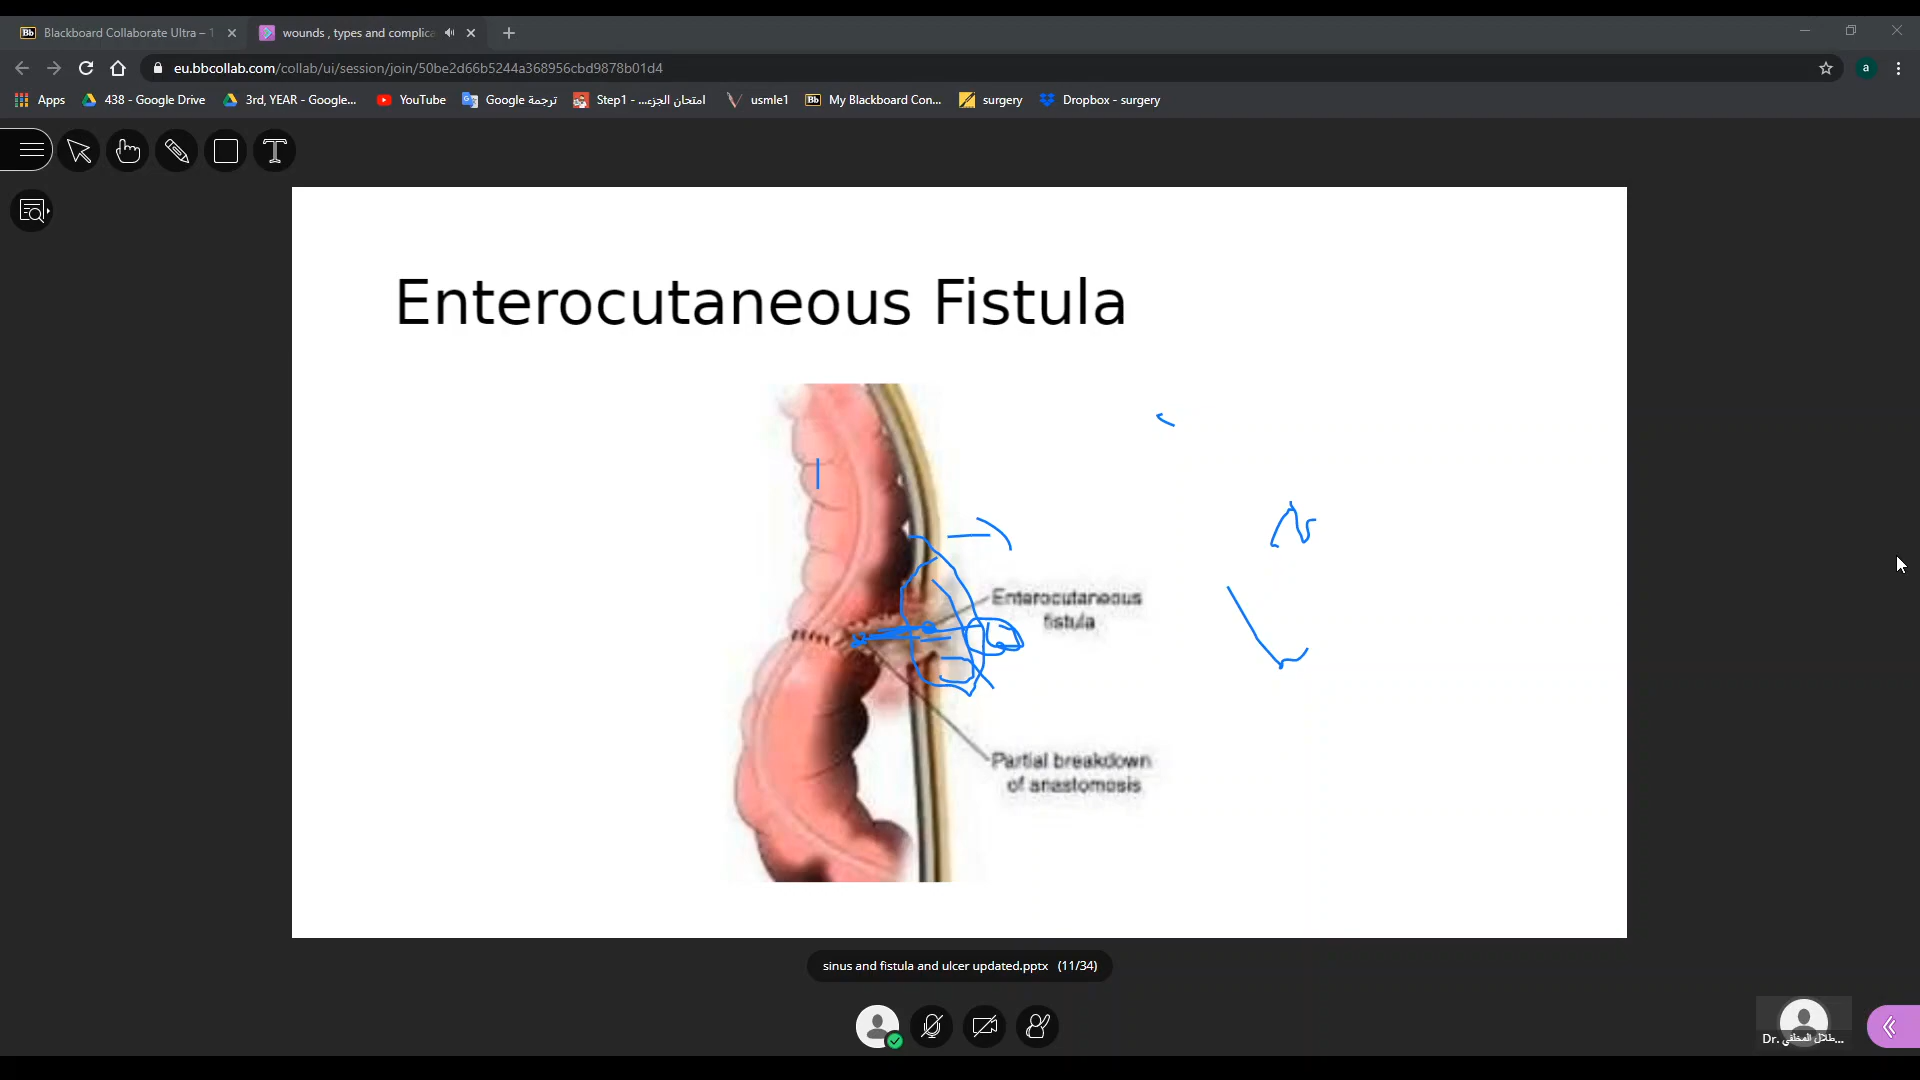 Blackboard Collaborate Ultra – 1
wounds , types and complica
eu.bbcollab.com/collab/ui/session/join/50be2d66b5244a368956cbd9878b01d4
Apps 438 - Google Drive 3rd, YEAR - Google... YouTube Google ترجمة Step1 - ...امتحان الجزء usmle1 My Blackboard Con... surgery Dropbox - surgery
Enterocutaneous Fistula
Enterocutaneous
fistula
Partial breakdown
of anastomosis
sinus and fistula and ulcer updated.pptx (11/34)
Dr. طلال